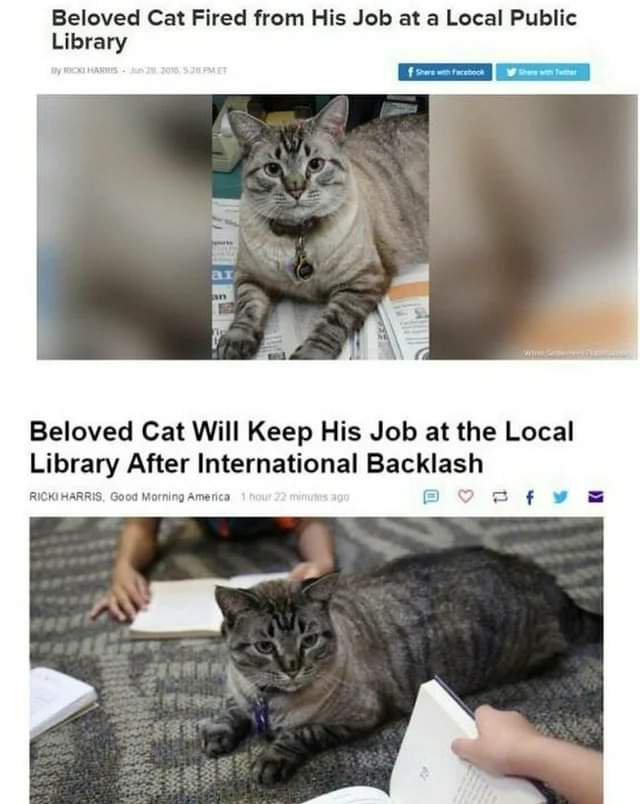 Beloved Cat Fired from His Job at a Local Public
Library
By RICKI HARRIS - Jun 28, 2016, 5:28 PM ET
Share with Facebook
Share with Twitter
Beloved Cat Will Keep His Job at the Local
Library After International Backlash
RICKI HARRIS, Good Morning America 1 hour 22 minutes ago